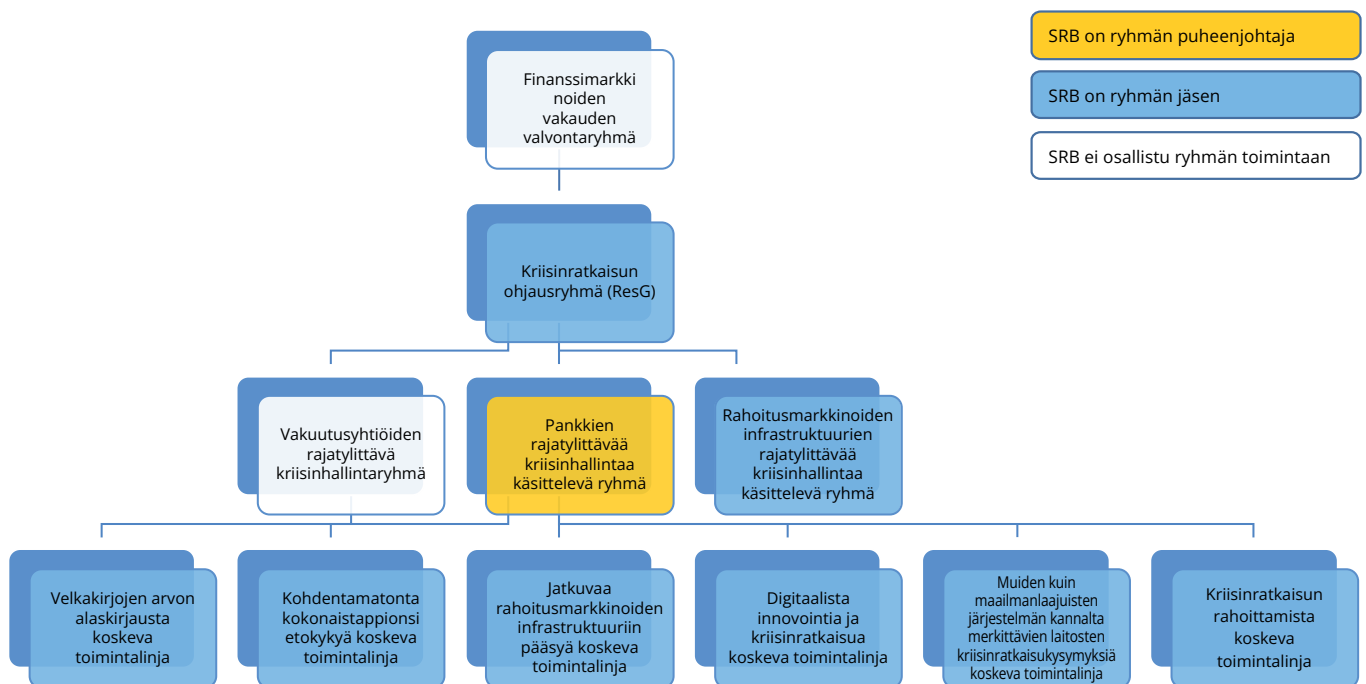 SRB on ryhmän puheenjohtaja
SRB on ryhmän jäsen
SRB ei osallistu ryhmän toimintaan
Finanssimarkki
noiden
vakauden
valvontaryhmä
Kriisinratkaisun
ohjausryhmä (ResG)
Vakuutusyhtiöiden
rajatylittävä
kriisinhallintaryhmä
Pankkien
rajatylittävää
kriisinhallintaa
käsittelevä ryhmä
Rahoitusmarkkinoiden
infrastruktuurien
rajatylittävää
kriisinhallintaa
käsittelevä ryhmä
Velkakirjojen arvon
alaskirjausta
koskeva
toimintalinja
Kohdentamatonta
kokonaistappionsi
etokykyä koskeva
toimintalinja
Jatkuvaa
rahoitusmarkkinoiden
infrastruktuuriin
pääsyä koskeva
toimintalinja
Digitaalista
innovointia ja
kriisinratkaisua
koskeva toimintalinja
Muiden kuin
maailmanlaajuisten
järjestelmän kannalta
merkittävien laitosten
kriisinratkaisukysymyksiä
koskeva toimintalinja
Kriisinratkaisun
rahoittamista
koskeva
toimintalinja